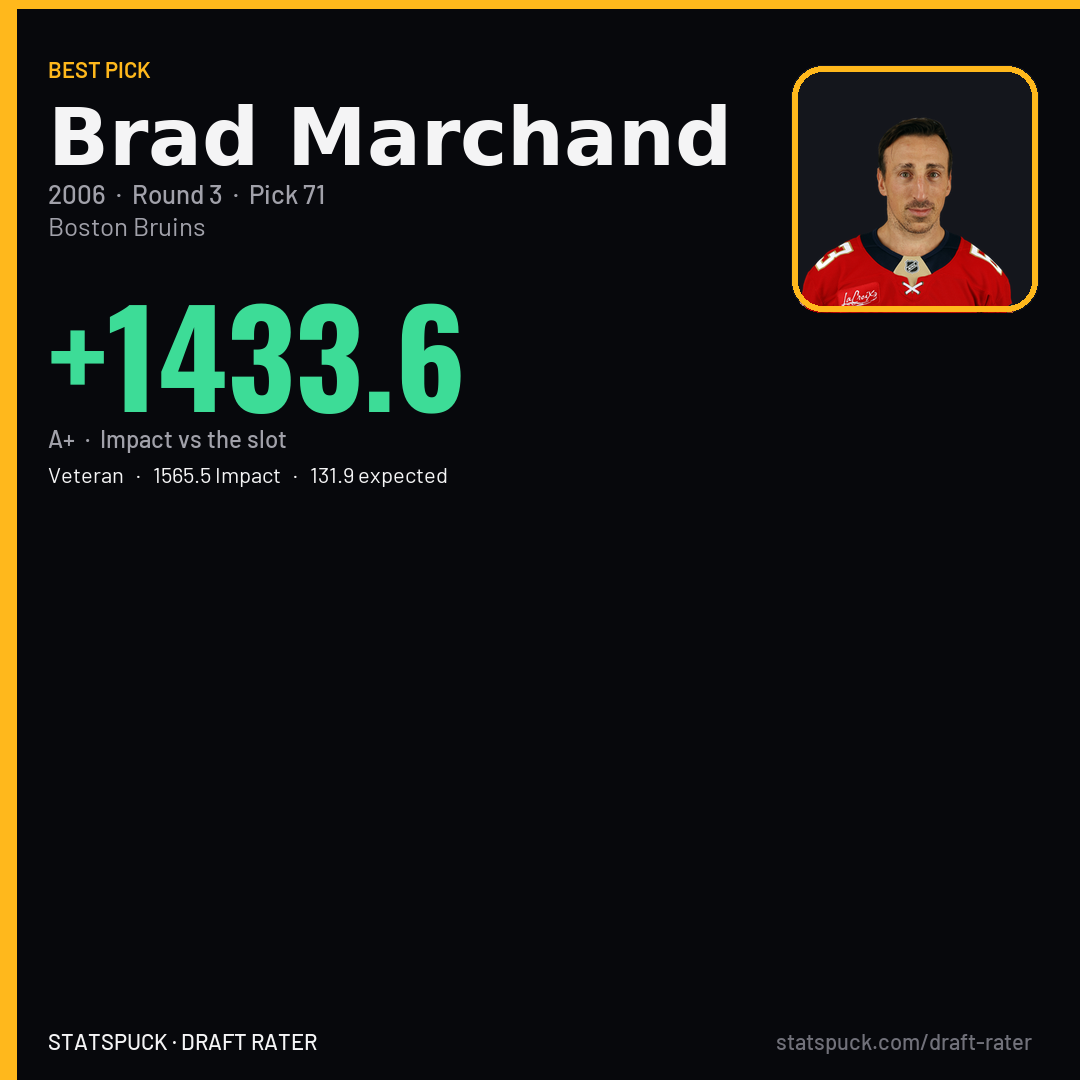 BEST PICK
Brad Marchand
2006 · Round 3 · Pick 71
Boston Bruins
+1433.6
A+ · Impact vs the slot
Veteran · 1565.5 Impact · 131.9 expected
LaCroix
STATSPUCK · DRAFT RATER
statspuck.com/draft-rater